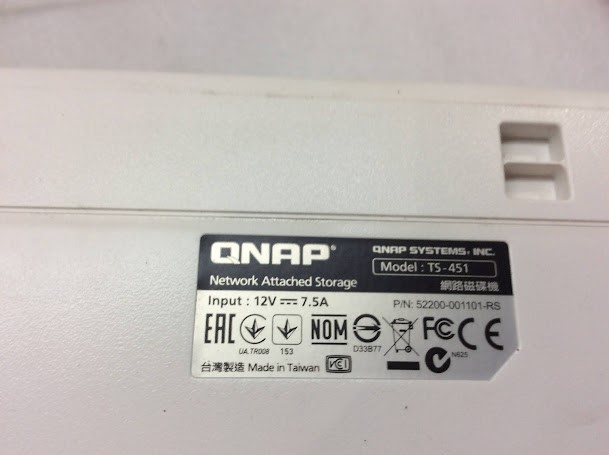 QNAP®
QNAP SYSTEMS, INC.
Model : TS-451
Network Attached Storage
網路磁碟機
Input : 12V ⎓ 7.5A
P/N: 52200-001101-RS
EAC
UA.TR008
153
NOM
D33B77
FC CE
N623
台灣製造 Made in Taiwan
VCCI